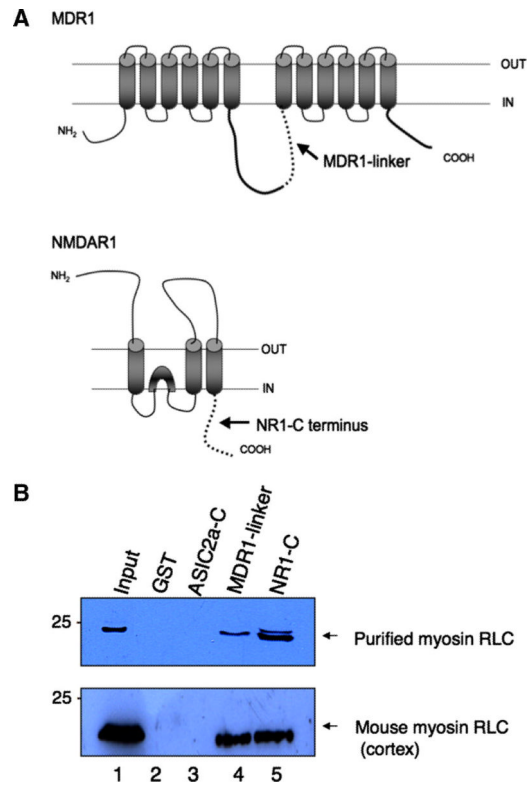 A
MDR1
OUT
IN
NH2
MDR1-linker
COOH
NMDAR1
NH2
OUT
IN
NR1-C terminus
COOH
B
Input
GST
ASIC2a-C
MDR1-linker
NR1-C
25
Purified myosin RLC
25
Mouse myosin RLC
(cortex)
1 2 3 4 5